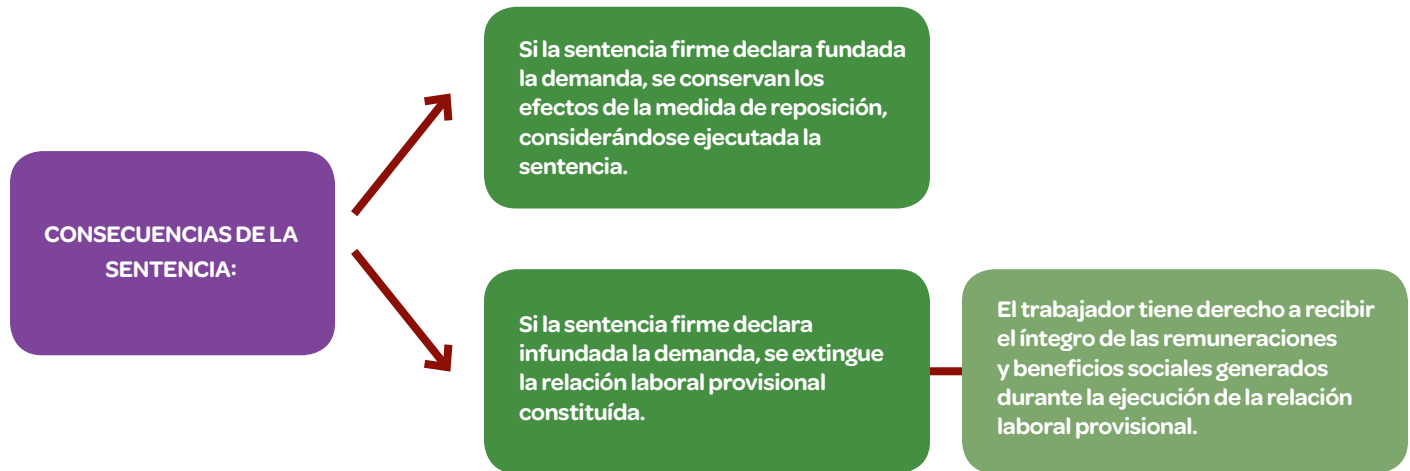 CONSECUENCIAS DE LA
SENTENCIA:
Si la sentencia firme declara fundada
la demanda, se conservan los
efectos de la medida de reposición,
considerándose ejecutada la
sentencia.
Si la sentencia firme declara
infundada la demanda, se extingue
la relación laboral provisional
constituída.
El trabajador tiene derecho a recibir
el íntegro de las remuneraciones
y beneficios sociales generados
durante la ejecución de la relación
laboral provisional.